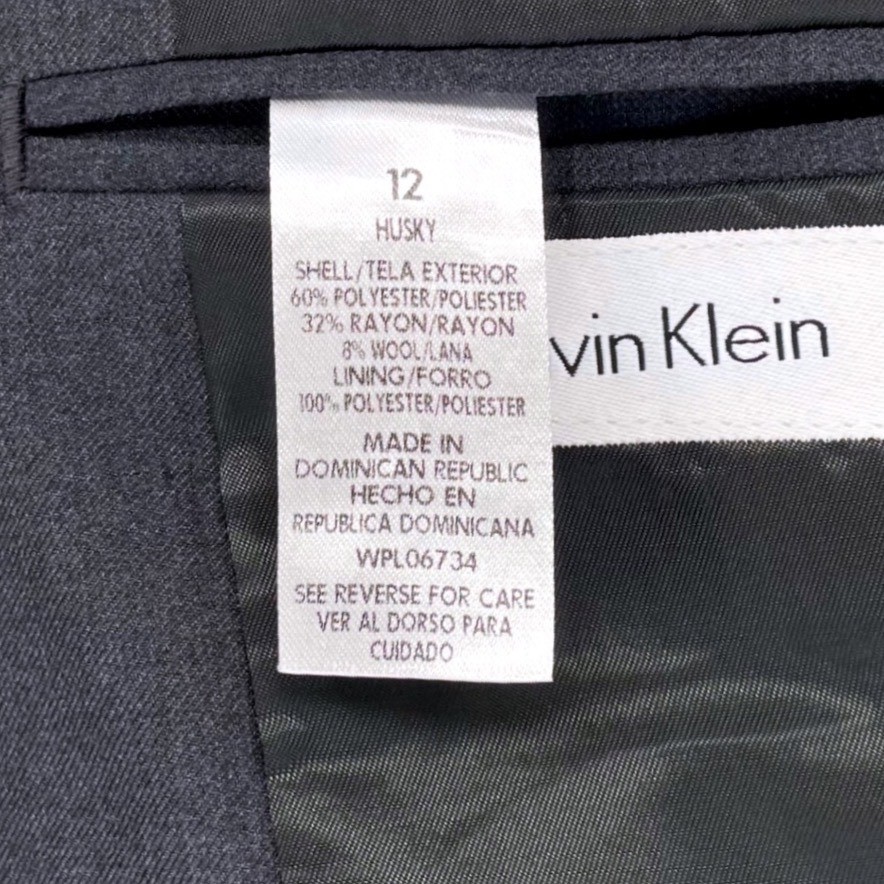 12
HUSKY
SHELL/TELA EXTERIOR
60% POLYESTER/POLIESTER
32% RAYON/RAYON
8% WOOL/LANA
LINING/FORRO
100% POLYESTER/POLIESTER
MADE IN
DOMINICAN REPUBLIC
HECHO EN
REPUBLICA DOMINICANA
WPL06734
SEE REVERSE FOR CARE
VER AL DORSO PARA
CUIDADO
vin Klein